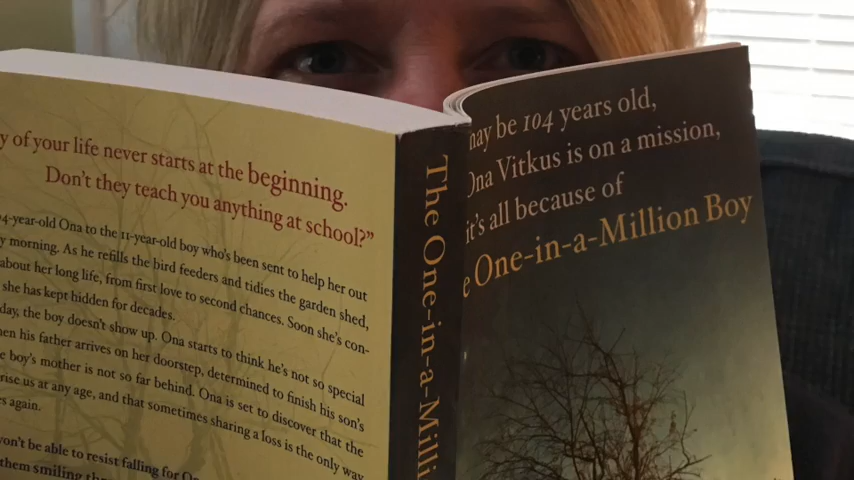 y of your life never starts at the beginning.
Don't they teach you anything at school?"
4-year-old Ona to the 11-year-old boy who's been sent to help her out
y morning. As he refills the bird feeders and tidies the garden shed,
about her long life, from first love to second chances. Soon she's con-
she has kept hidden for decades.
day, the boy doesn't show up. Ona starts to think he's not so special
en his father arrives on her doorstep, determined to finish his son's
e boy's mother is not so far behind. Ona is set to discover that the
rise us at any age, and that sometimes sharing a loss is the only way
s again.
won't be able to resist falling for On
them smiling
The One-in-a-Milli
may be 104 years old,
Ona Vitkus is on a mission,
it's all because of
e One-in-a-Million Boy